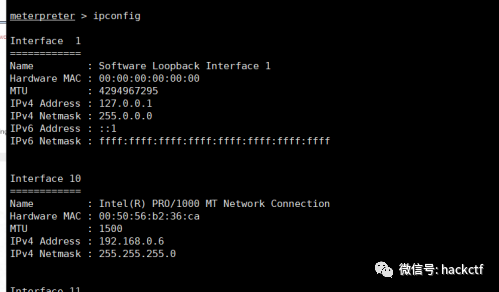 meterpreter > ipconfig
Interface  1
============
Name         : Software Loopback Interface 1
Hardware MAC : 00:00:00:00:00:00
MTU          : 4294967295
IPv4 Address : 127.0.0.1
IPv4 Netmask : 255.0.0.0
IPv6 Address : ::1
IPv6 Netmask : ffff:ffff:ffff:ffff:ffff:ffff:ffff:ffff
Interface 10
============
Name         : Intel(R) PRO/1000 MT Network Connection
Hardware MAC : 00:50:56:b2:36:ca
MTU          : 1500
IPv4 Address : 192.168.0.6
IPv4 Netmask : 255.255.255.0
微信号: hackctf
Interface 11